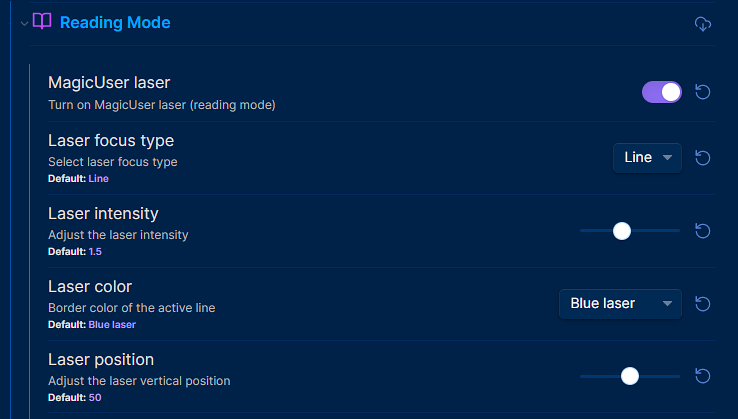 Reading Mode
MagicUser laser
Turn on MagicUser laser (reading mode)
Laser focus type
Select laser focus type
Default: Line
Line
Laser intensity
Adjust the laser intensity
Default: 1.5
Laser color
Border color of the active line
Default: Blue laser
Blue laser
Laser position
Adjust the laser vertical position
Default: 50